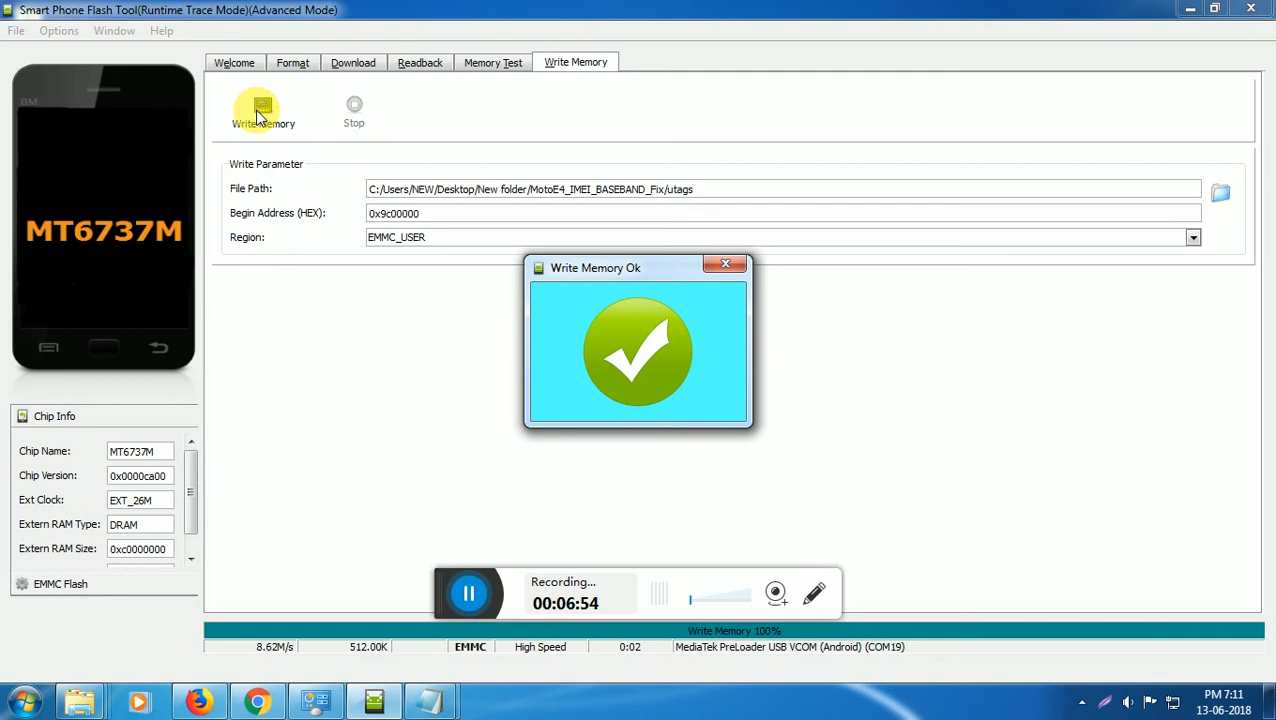 Smart Phone Flash Tool(Runtime Trace Mode)(Advanced Mode)
File Options Window Help
Welcome Format Download Readback Memory Test Write Memory
BM
Write Memory Stop
Write Parameter
File Path: C:/Users/NEW/Desktop/New folder/MotoE4_IMEI_BASEBAND_Fix/utags
Begin Address (HEX): 0x9c00000
Region: EMMC_USER
MT6737M
Write Memory Ok
Chip Info
Chip Name: MT6737M
Chip Version: 0x0000ca00
Ext Clock: EXT_26M
Extern RAM Type: DRAM
Extern RAM Size: 0xc0000000
EMMC Flash
Recording...
00:06:54
Write Memory 100%
8.62M/s 512.00K EMMC High Speed 0:02 MediaTek PreLoader USB VCOM (Android) (COM19)
PM 7:11
13-06-2018